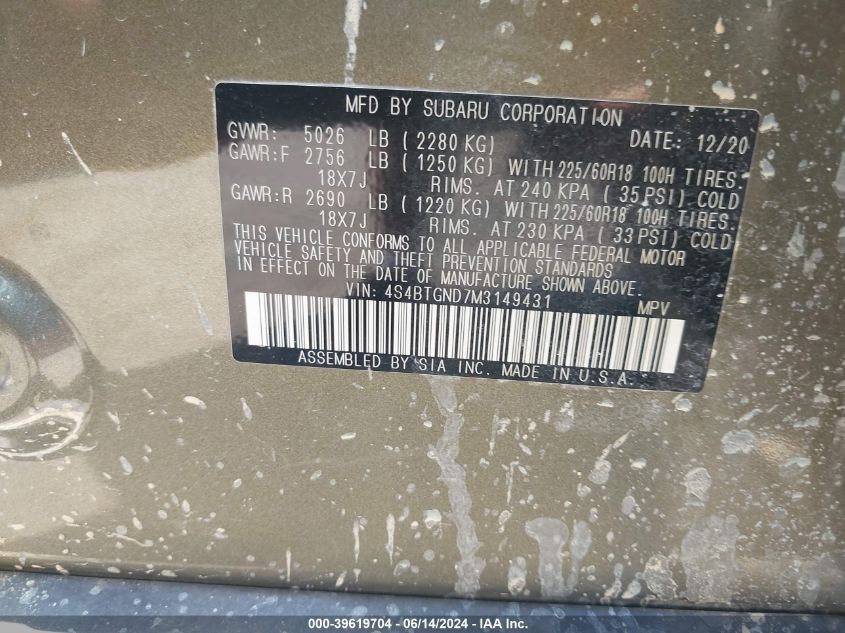 MFD BY SUBARU CORPORATION
GVWR: 5026 LB ( 2280 KG) DATE: 12/20
GAWR:F 2756 LB ( 1250 KG) WITH 225/60R18 100H TIRES.
18X7J RIMS. AT 240 KPA ( 35 PSI) COLD
GAWR:R 2690 LB ( 1220 KG) WITH 225/60R18 100H TIRES.
18X7J RIMS. AT 230 KPA ( 33 PSI) COLD
THIS VEHICLE CONFORMS TO ALL APPLICABLE FEDERAL MOTOR
VEHICLE SAFETY AND THEFT PREVENTION STANDARDS
IN EFFECT ON THE DATE OF MANUFACTURE SHOWN ABOVE.
VIN: 4S4BTGND7M3149431 MPV
ASSEMBLED BY SIA INC. MADE IN U.S.A.
000-39619704 - 06/14/2024 - IAA Inc.